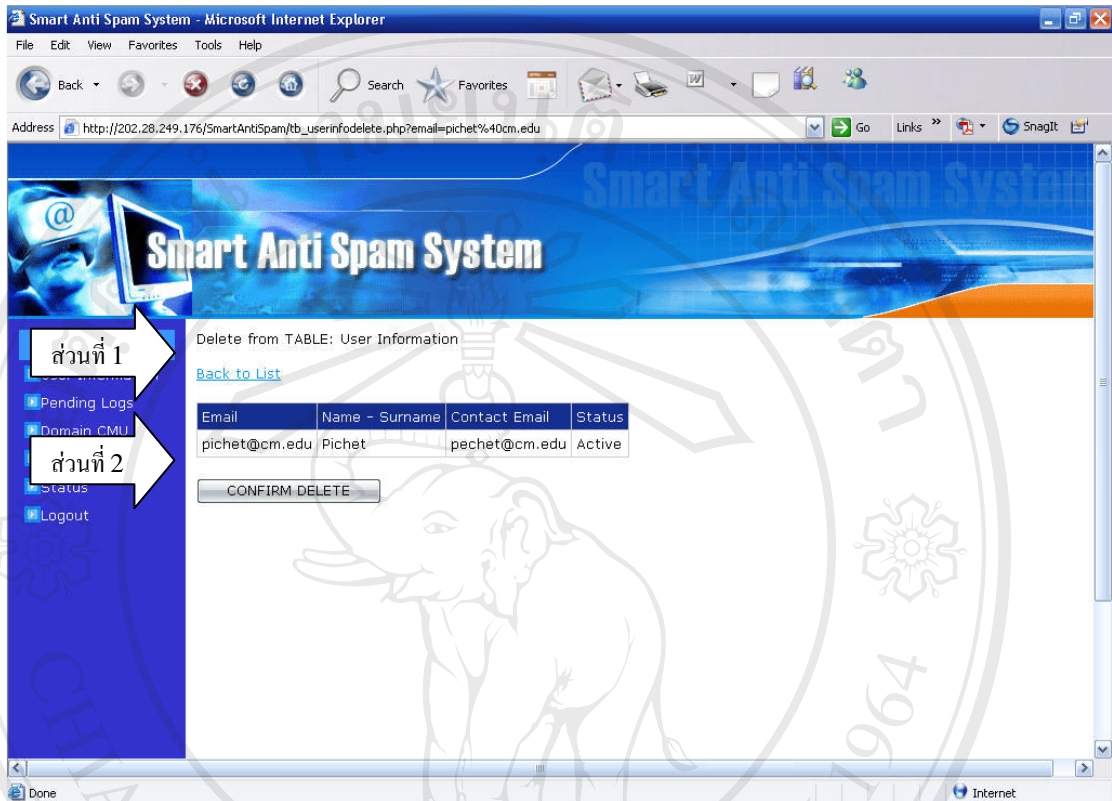 Smart Anti Spam System - Microsoft Internet Explorer
File Edit View Favorites Tools Help
Back Search Favorites
Address http://202.28.249.176/SmartAntiSpam/tb_userinfodelete.php?email=pichet%40cm.edu Go Links » SnagIt
Smart Anti Spam System
Smart Anti Spam System
ส่วนที่ 1
Delete from TABLE: User Information
Back to List
Pending Logs
Domain CMU
ส่วนที่ 2
Status
Logout
Email Name - Surname Contact Email Status
pichet@cm.edu Pichet pechet@cm.edu Active
CONFIRM DELETE
1964
Done Internet